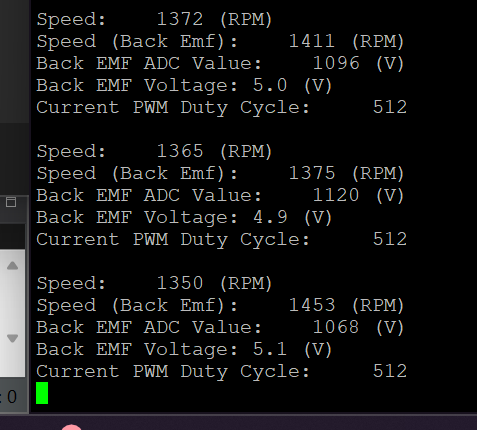 Speed:    1372 (RPM)
Speed (Back Emf):    1411 (RPM)
Back EMF ADC Value:    1096 (V)
Back EMF Voltage: 5.0 (V)
Current PWM Duty Cycle:     512
Speed:    1365 (RPM)
Speed (Back Emf):    1375 (RPM)
Back EMF ADC Value:    1120 (V)
Back EMF Voltage: 4.9 (V)
Current PWM Duty Cycle:     512
Speed:    1350 (RPM)
Speed (Back Emf):    1453 (RPM)
Back EMF ADC Value:    1068 (V)
Back EMF Voltage: 5.1 (V)
Current PWM Duty Cycle:     512
: 0